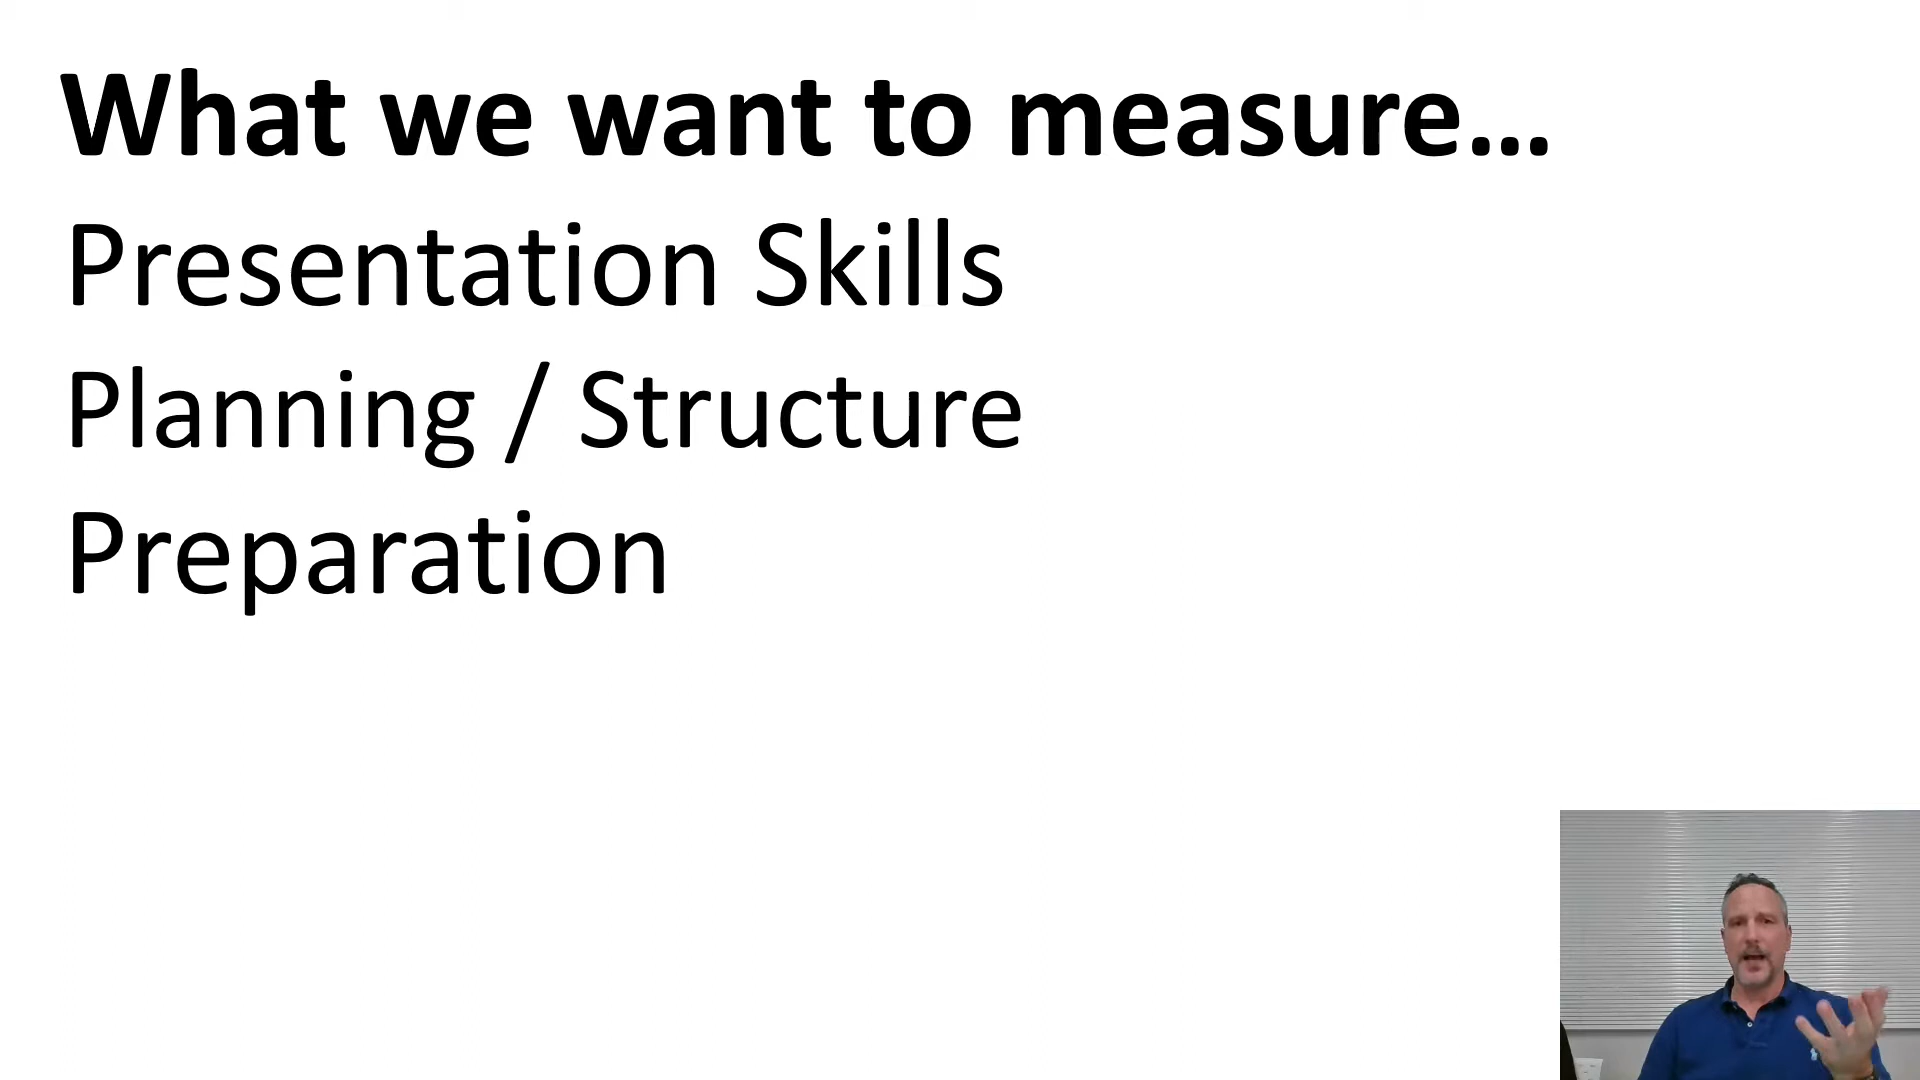 What we want to measure...
Presentation Skills
Planning / Structure
Preparation